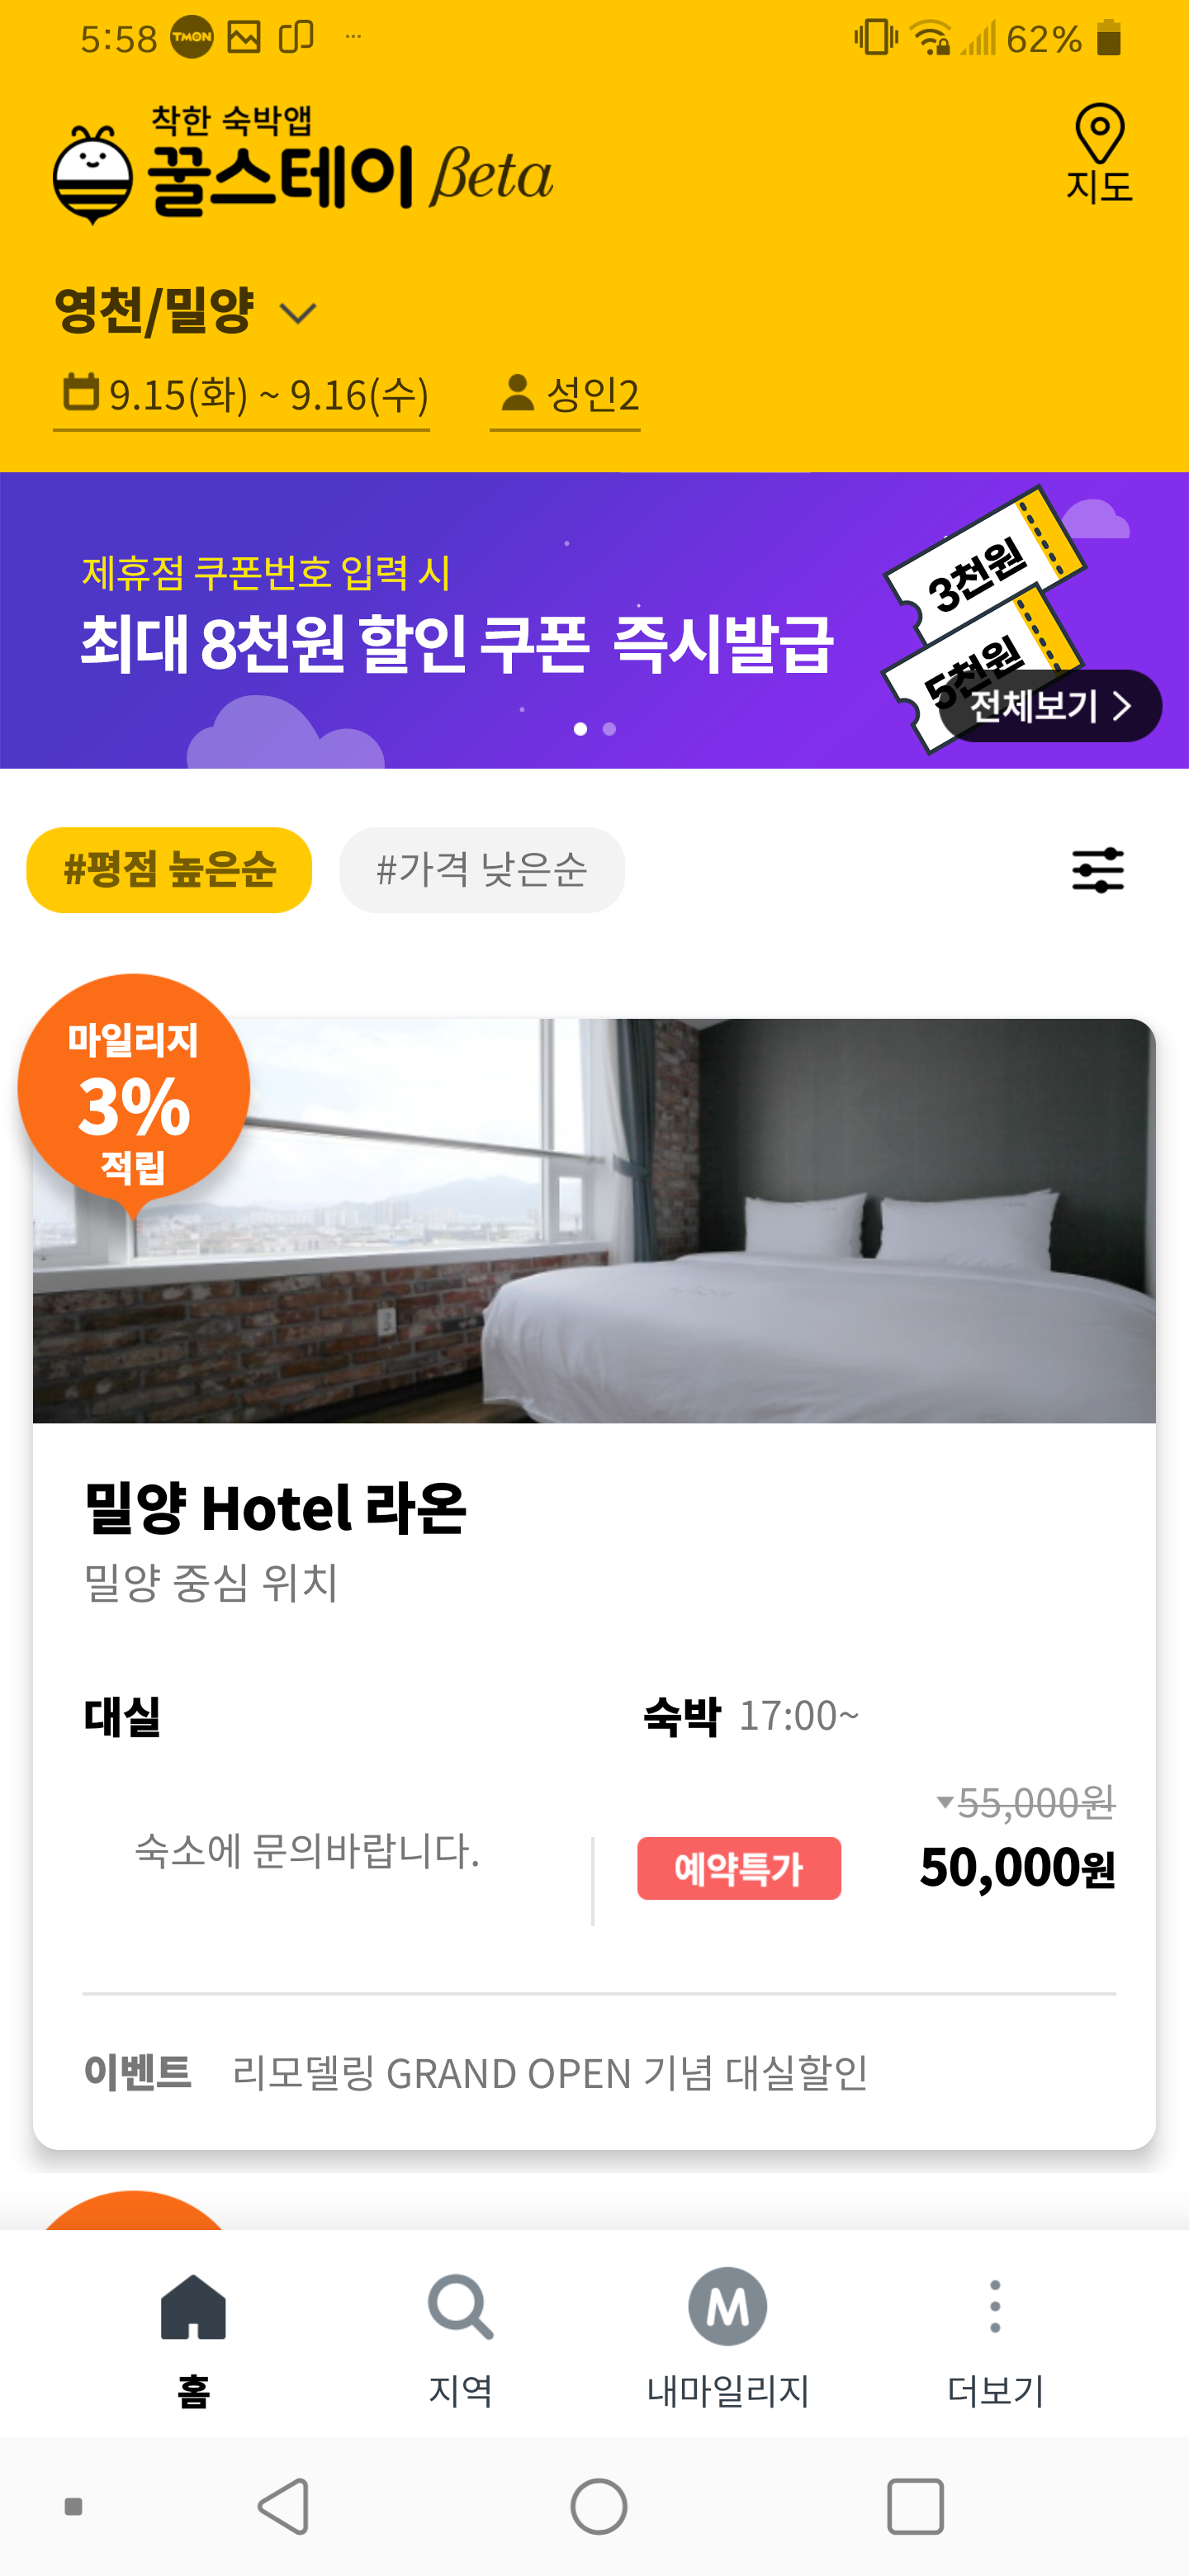 5:58 TMON ... 62%
착한 숙박앱
꿀스테이 βeta
지도
영천/밀양
9.15(화) ~ 9.16(수) 성인2
제휴점 쿠폰번호 입력 시
최대 8천원 할인 쿠폰 즉시발급
3천원
5천원
전체보기 >
#평점 높은순 #가격 낮은순
마일리지
3%
적립
밀양 Hotel 라온
밀양 중심 위치
대실 숙박 17:00~
▼55,000원
숙소에 문의바랍니다. 예약특가 50,000원
이벤트 리모델링 GRAND OPEN 기념 대실할인
M
홈 지역 내마일리지 더보기